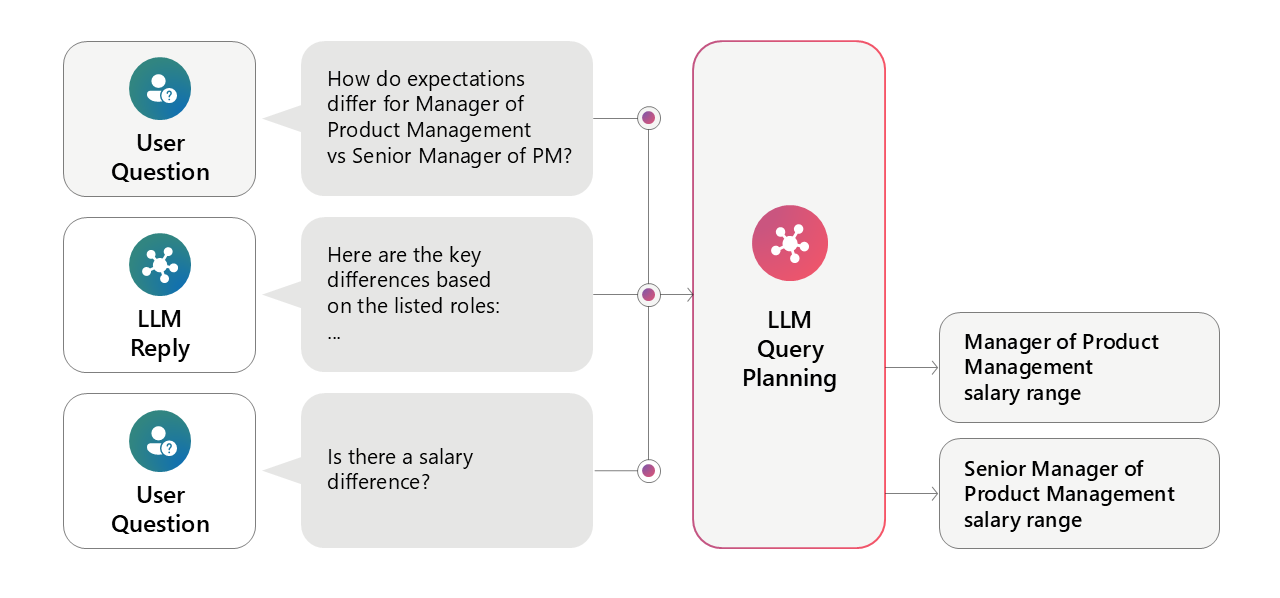 User
Question
How do expectations
differ for Manager of
Product Management
vs Senior Manager of PM?
LLM
Reply
Here are the key
differences based
on the listed roles:
...
User
Question
Is there a salary
difference?
LLM
Query
Planning
Manager of Product
Management
salary range
Senior Manager of
Product Management
salary range